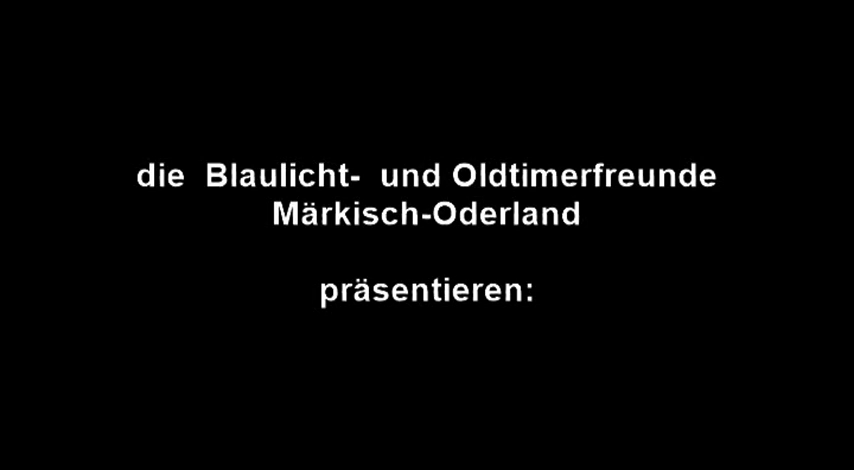 die  Blaulicht-  und Oldtimerfreunde
Märkisch-Oderland
präsentieren: